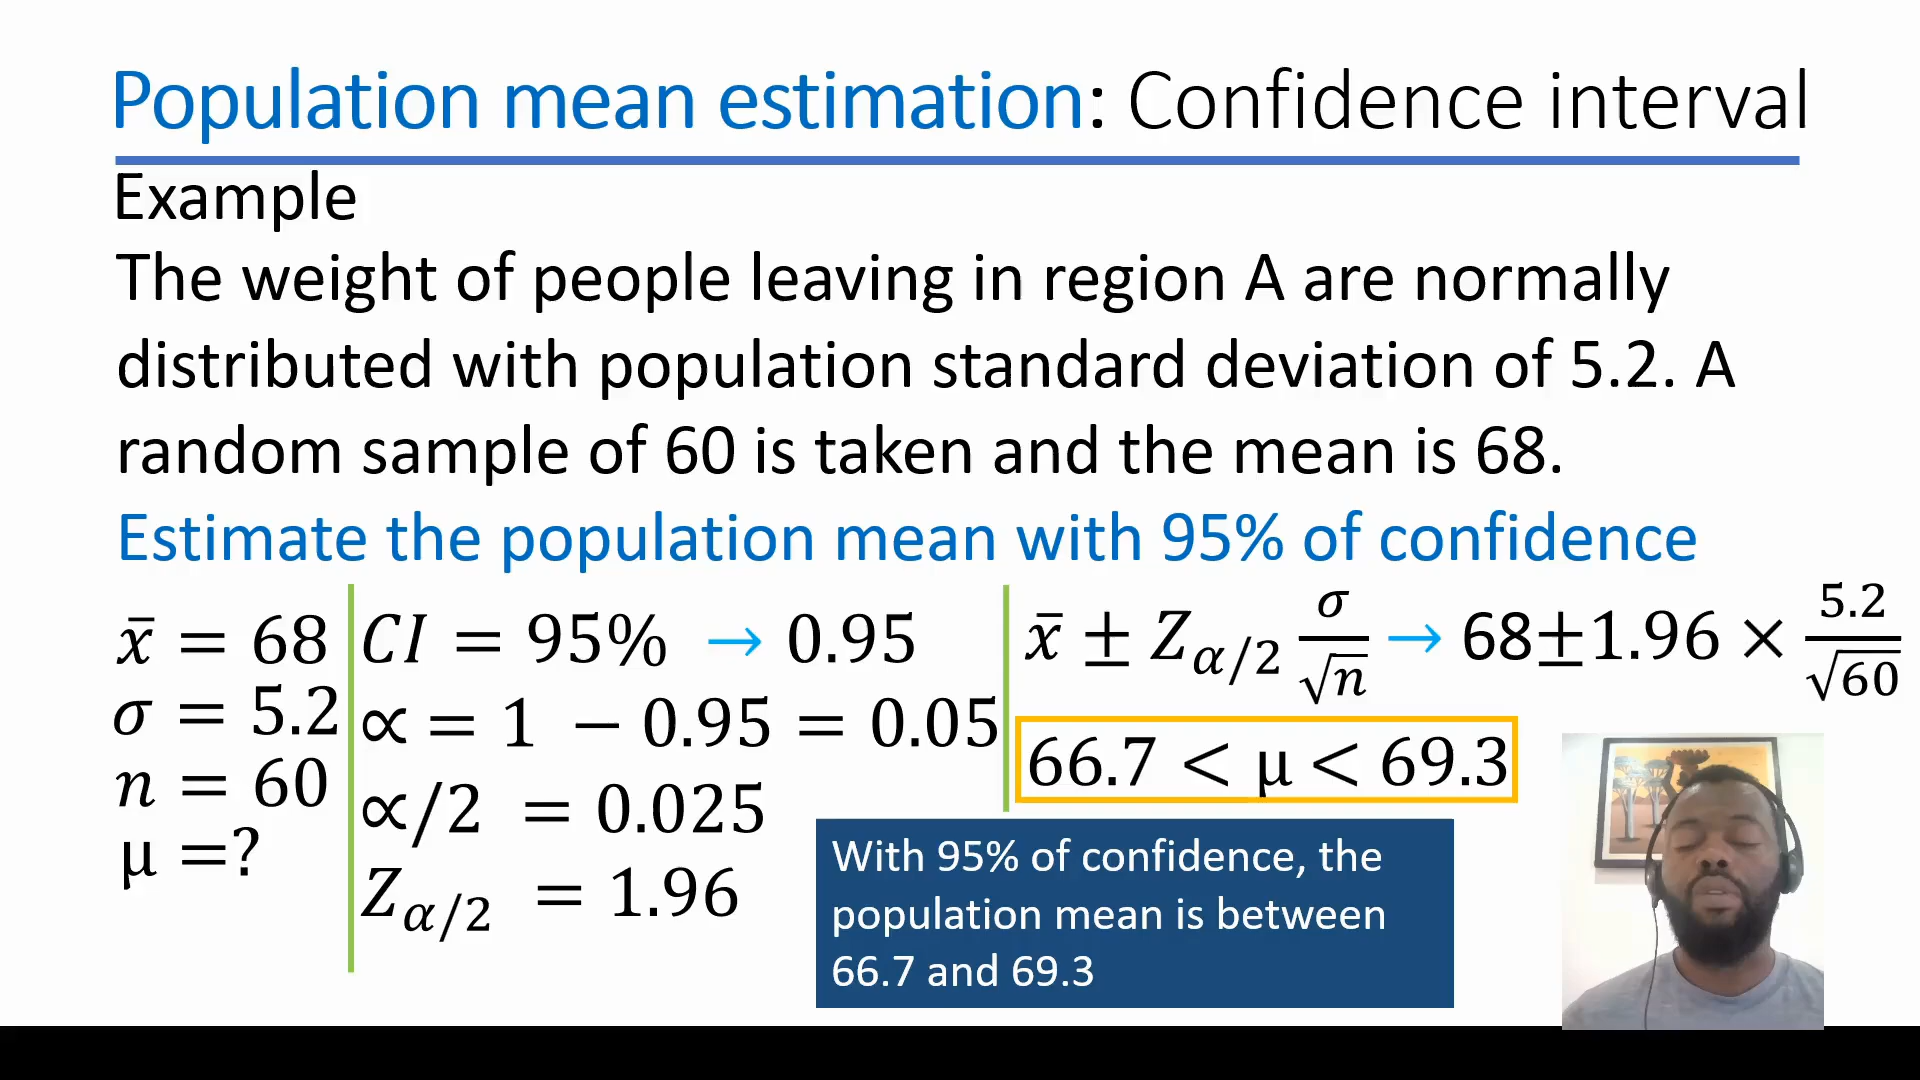 Population mean estimation: Confidence interval
Example
The weight of people leaving in region A are normally
distributed with population standard deviation of 5.2. A
random sample of 60 is taken and the mean is 68.
Estimate the population mean with 95% of confidence
x̄ = 68
σ = 5.2
n = 60
μ =?
CI = 95% → 0.95
∝ = 1 − 0.95 = 0.05
∝/2 = 0.025
Z_{α/2} = 1.96
x̄ ± Z_{α/2} σ/√n → 68±1.96 × 5.2/√60
66.7 < μ < 69.3
With 95% of confidence, the
population mean is between
66.7 and 69.3